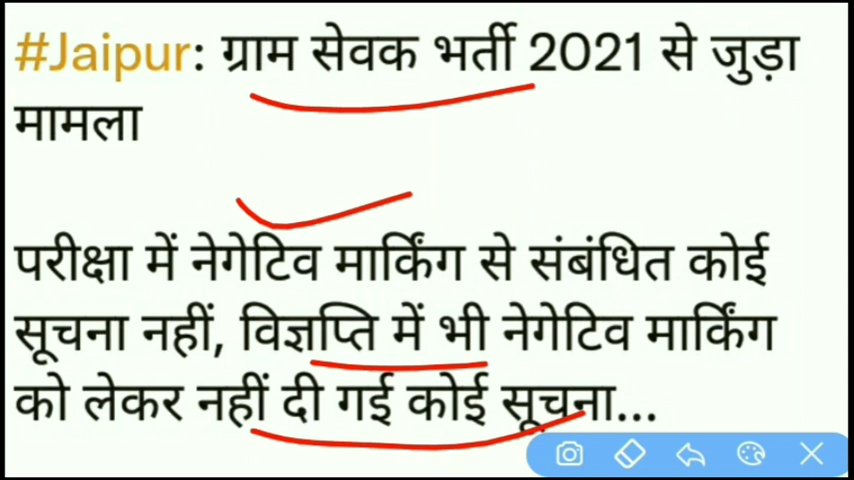 #Jaipur: ग्राम सेवक भर्ती 2021 से जुड़ा
मामला
परीक्षा में नेगेटिव मार्किंग से संबंधित कोई
सूचना नहीं, विज्ञप्ति में भी नेगेटिव मार्किंग
को लेकर नहीं दी गई कोई सूचना...